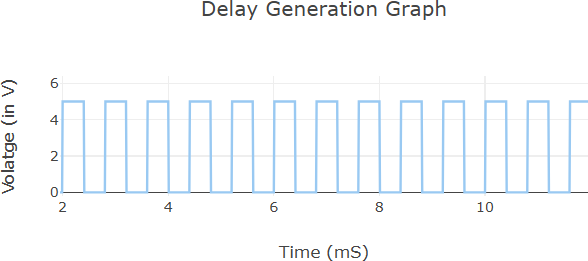 Delay Generation Graph
6
4
2
0
2 4 6 8 10
Volatge (in V)
Time (mS)